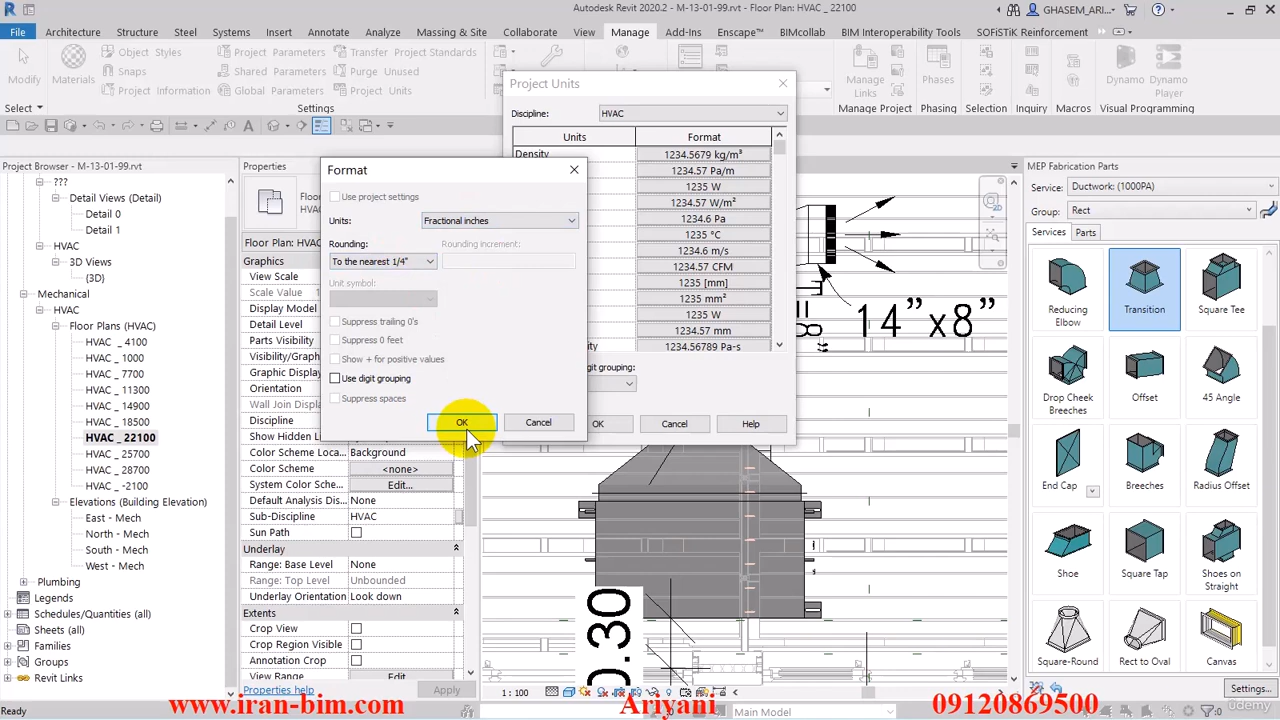 Autodesk Revit 2020.2 - M-13-01-99.rvt - Floor Plan: HVAC _ 22100
GHASEM_ARI...
File Architecture Structure Steel Systems Insert Annotate Analyze Massing & Site Collaborate View Manage Add-Ins Enscape™ BIMcollab BIM Interoperability Tools SOFiSTiK Reinforcement
Modify
Materials
Object Styles
Snaps
Project Information
Project Parameters
Shared Parameters
Global Parameters
Transfer Project Standards
Purge Unused
Project Units
Manage Links
Phases
Dynamo
Dynamo Player
Select
Settings
Manage Project
Phasing
Selection
Inquiry
Macros
Visual Programming
Project Browser - M-13-01-99.rvt
???
Detail Views (Detail)
Detail 0
Detail 1
HVAC
3D Views
{3D}
Mechanical
HVAC
Floor Plans (HVAC)
HVAC _ 4100
HVAC _ 1000
HVAC _ 7700
HVAC _ 11300
HVAC _ 14900
HVAC _ 18500
HVAC _ 22100
HVAC _ 25700
HVAC _ 28700
HVAC _ -2100
Elevations (Building Elevation)
East - Mech
North - Mech
South - Mech
West - Mech
Plumbing
Legends
Schedules/Quantities (all)
Sheets (all)
Families
Groups
Revit Links
Properties
Floor Plan: HVAC
Graphics
View Scale
Scale Value 1
Display Model
Detail Level
Parts Visibility
Visibility/Graph
Graphic Display
Orientation
Wall Join Display
Discipline
Show Hidden L
Color Scheme Loca... Background
Color Scheme <none>
System Color Sche... Edit...
Default Analysis Dis... None
Sub-Discipline HVAC
Sun Path
Underlay
Range: Base Level None
Range: Top Level Unbounded
Underlay Orientation Look down
Extents
Crop View
Crop Region Visible
Annotation Crop
View Range Edit...
Properties help
Apply
Project Units
Discipline: HVAC
Units Format
Density 1234.5679 kg/m³
1234.57 Pa/m
1235 W
1234.57 W/m²
1234.6 Pa
1235 °C
1234.6 m/s
1234.57 CFM
1235 [mm]
1235 mm²
1235 W
1234.57 mm
1234.56789 Pa-s
git grouping:
OK Cancel Help
Format
Use project settings
Units: Fractional inches
Rounding: Rounding increment:
To the nearest 1/4"
Unit symbol:
Suppress trailing 0's
Suppress 0 feet
Show + for positive values
Use digit grouping
Suppress spaces
OK Cancel
14”x8”
0.30
MEP Fabrication Parts
Service: Ductwork: (1000PA)
Group: Rect
Services Parts
Reducing Elbow
Transition
Square Tee
Drop Cheek Breeches
Offset
45 Angle
End Cap
Breeches
Radius Offset
Shoe
Square Tap
Shoes on Straight
Square-Round
Rect to Oval
Canvas
Settings...
1 : 100
Ready
Main Model
:0
www.iran-bim.com Ariyani 09120869500
udemy